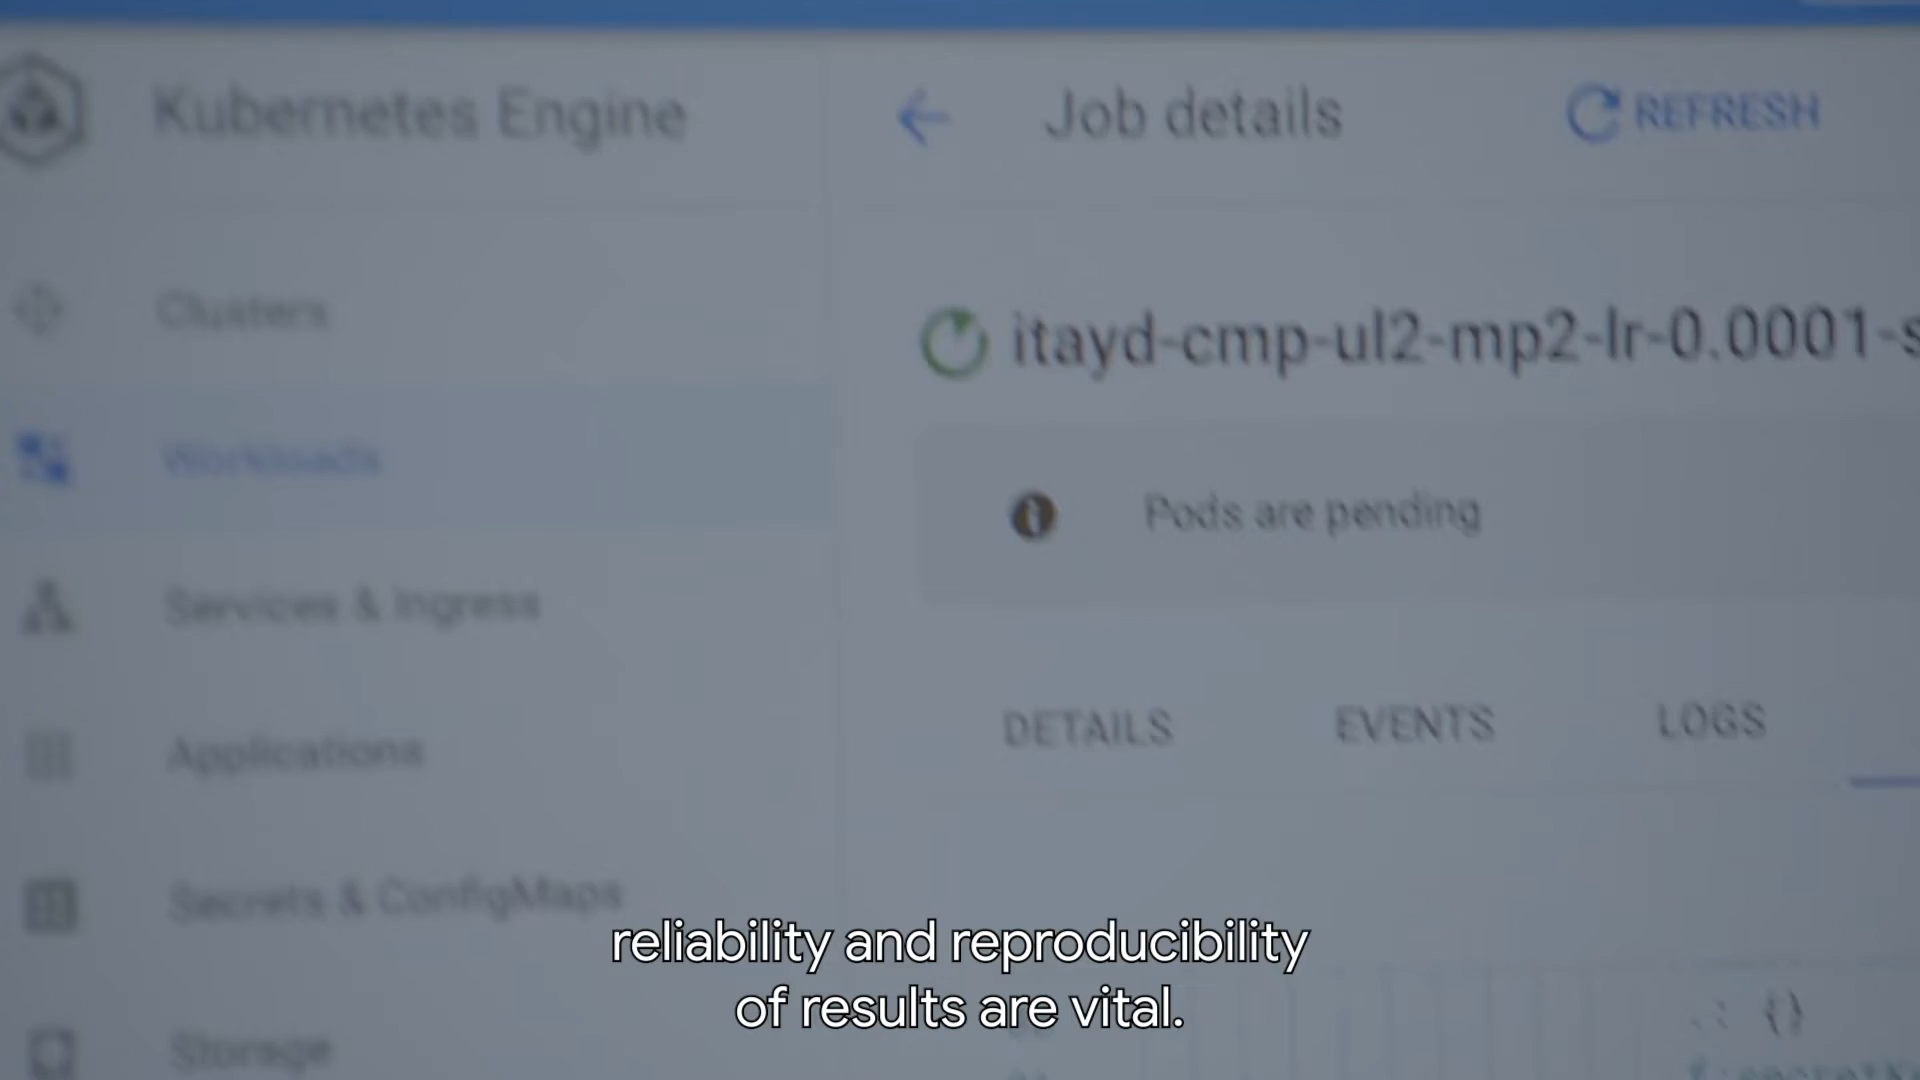 Kubernetes Engine
Job details
REFRESH
Clusters
itayd-cmp-ul2-mp2-lr-0.0001-s
Workloads
Pods are pending
Services & Ingress
DETAILS
EVENTS
LOGS
Applications
Secrets & ConfigMaps
reliability and reproducibility
of results are vital.
Storage
: {}